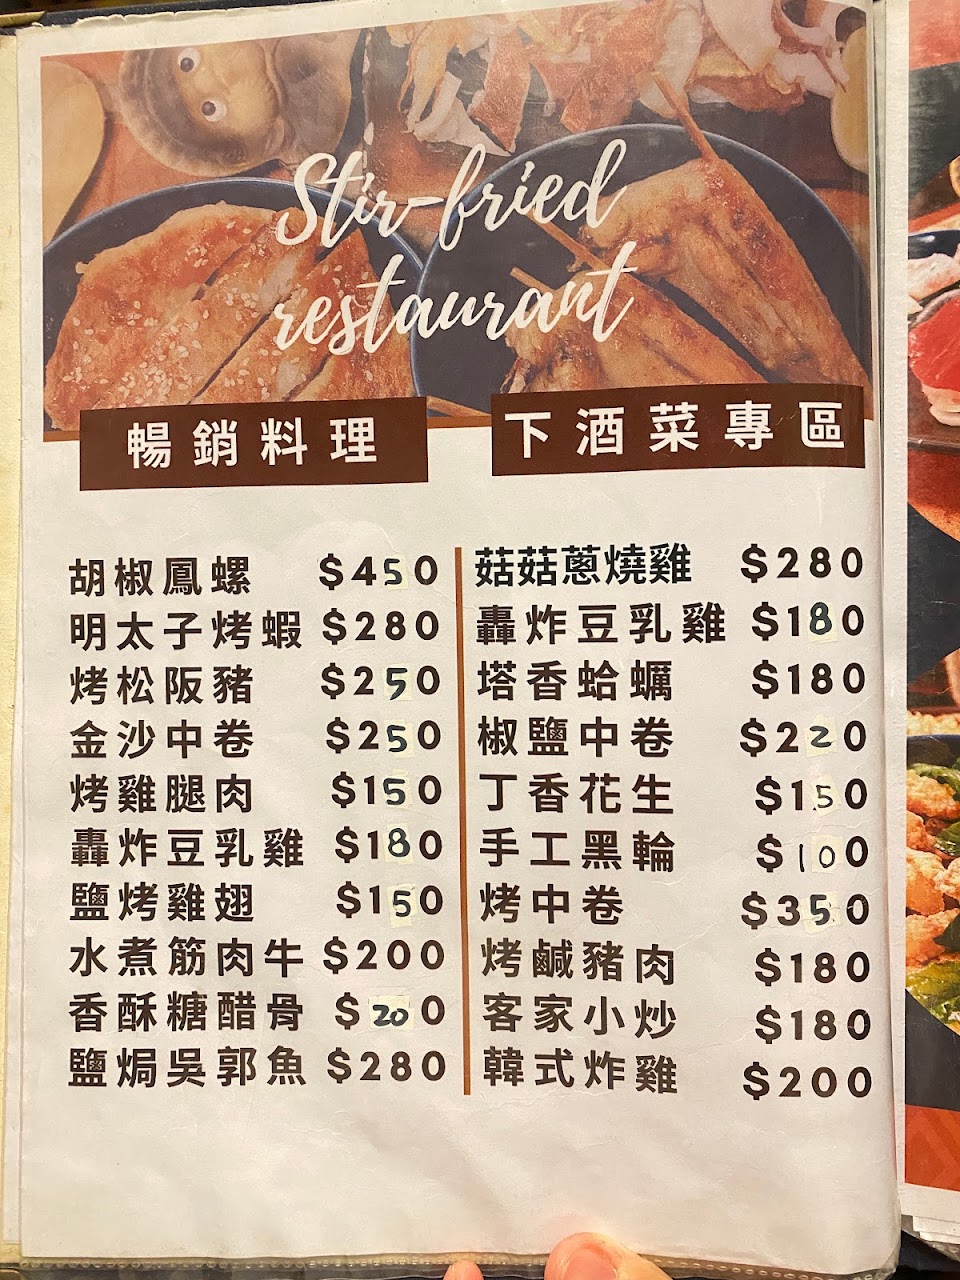 Stir-fried
restaurant
暢銷料理
胡椒鳳螺 $450
明太子烤蝦 $280
烤松阪豬 $250
金沙中卷 $250
烤雞腿肉 $150
轟炸豆乳雞 $180
鹽烤雞翅 $150
水煮筋肉牛 $200
香酥糖醋骨 $200
鹽焗吳郭魚 $280
下酒菜專區
菇菇蔥燒雞 $280
轟炸豆乳雞 $180
塔香蛤蠣 $180
椒鹽中卷 $220
丁香花生 $150
手工黑輪 $100
烤中卷 $350
烤鹹豬肉 $180
客家小炒 $180
韓式炸雞 $200